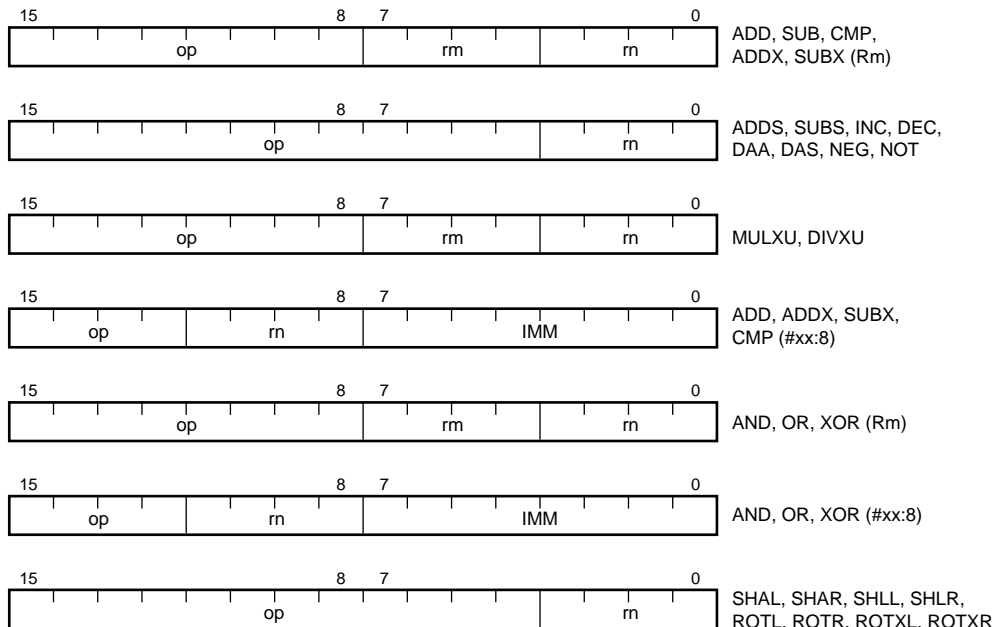 15 8 7 0
op rm rn
ADD, SUB, CMP,
ADDX, SUBX (Rm)
15 8 7 0
op rn
ADDS, SUBS, INC, DEC,
DAA, DAS, NEG, NOT
15 8 7 0
op rm rn
MULXU, DIVXU
15 8 7 0
op rn IMM
ADD, ADDX, SUBX,
CMP (#xx:8)
15 8 7 0
op rm rn
AND, OR, XOR (Rm)
15 8 7 0
op rn IMM
AND, OR, XOR (#xx:8)
15 8 7 0
op rn
SHAL, SHAR, SHLL, SHLR,
ROTL, ROTR, ROTXL, ROTXR